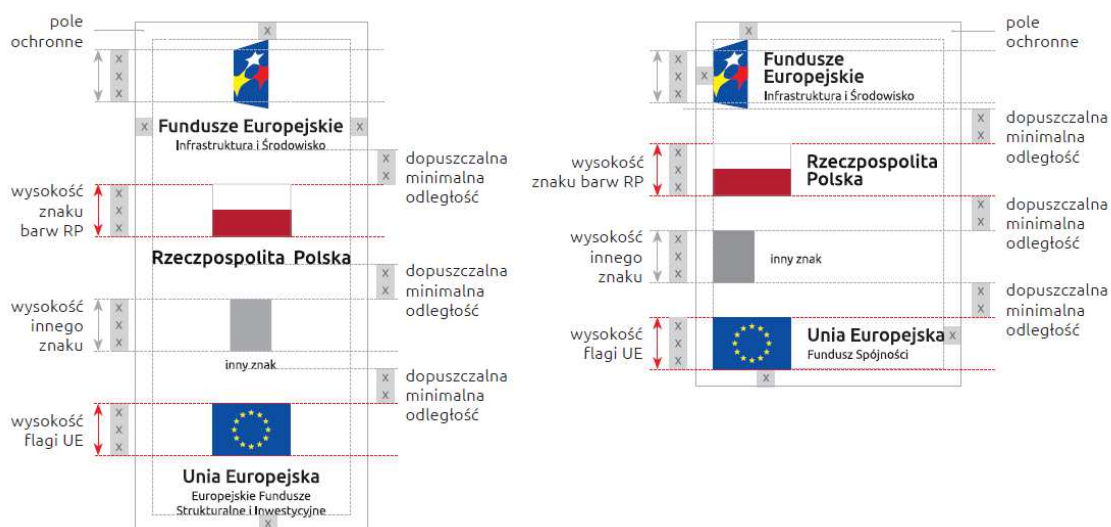 pole
ochronne
x
x
x
x
x
x
Fundusze Europejskie
Infrastruktura i Środowisko
x
x
dopuszczalna
minimalna
odległość
wysokość
znaku
barw RP
x
x
x
Rzeczpospolita Polska
x
x
dopuszczalna
minimalna
odległość
wysokość
innego
znaku
x
x
x
inny znak
x
x
dopuszczalna
minimalna
odległość
wysokość
flagi UE
x
x
x
Unia Europejska
Europejskie Fundusze
Strukturalne i Inwestycyjne
x
x
pole
ochronne
x
x
x
x
Fundusze
Europejskie
Infrastruktura i Środowisko
x
x
dopuszczalna
minimalna
odległość
wysokość
znaku barw RP
x
x
x
Rzeczpospolita
Polska
x
x
dopuszczalna
minimalna
odległość
wysokość
innego
znaku
x
x
x
inny znak
x
x
dopuszczalna
minimalna
odległość
wysokość
flagi UE
x
x
x
Unia Europejska
Fundusz Spójności
x
x